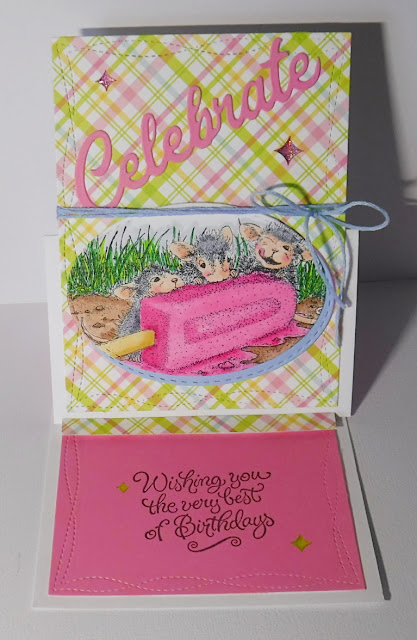 Celebrate
Wishing you
the very best
of Birthdays